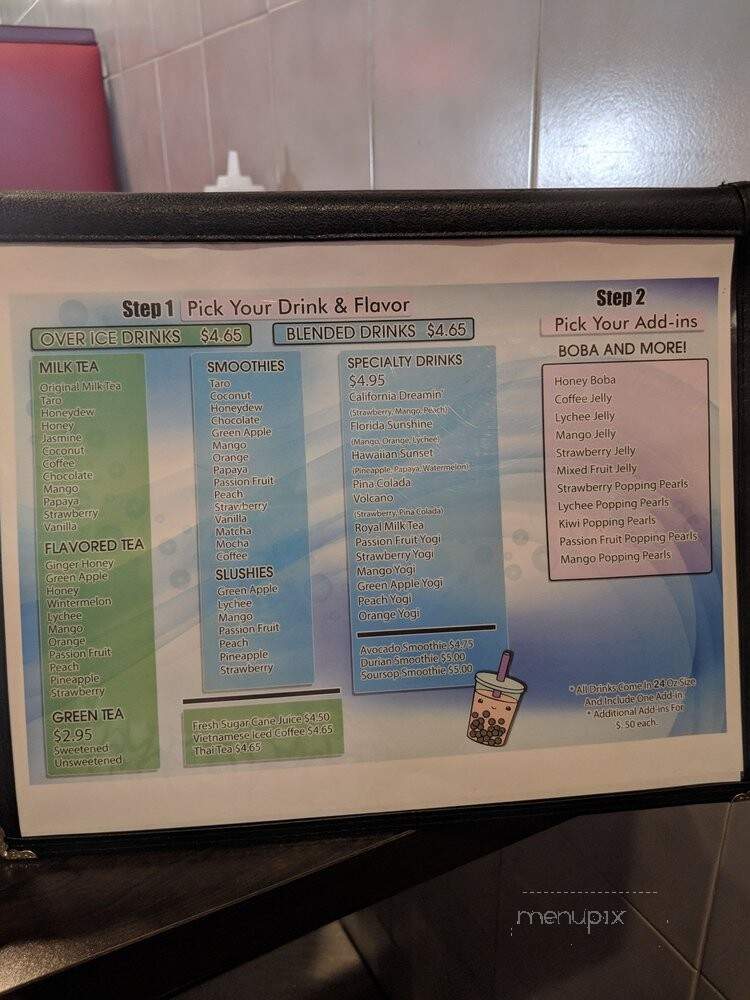 Step 1 Pick Your Drink & Flavor
OVER ICE DRINKS $4.65
BLENDED DRINKS $4.65
MILK TEA
Original Milk Tea
Taro
Honeydew
Honey
Jasmine
Coconut
Coffee
Chocolate
Mango
Papaya
Strawberry
Vanilla
FLAVORED TEA
Ginger Honey
Green Apple
Honey
Wintermelon
Lychee
Mango
Orange
Passion Fruit
Peach
Pineapple
Strawberry
GREEN TEA
$2.95
Sweetened
Unsweetened
SMOOTHIES
Taro
Coconut
Honeydew
Chocolate
Green Apple
Mango
Orange
Papaya
Passion Fruit
Peach
Strawberry
Vanilla
Matcha
Mocha
Coffee
SLUSHIES
Green Apple
Lychee
Mango
Passion Fruit
Peach
Pineapple
Strawberry
Fresh Sugar Cane Juice $4.50
Vietnamese Iced Coffee $4.65
Thai Tea $4.65
SPECIALTY DRINKS
$4.95
California Dreamin'
(Strawberry, Mango, Peach)
Florida Sunshine
(Mango, Orange, Lychee)
Hawaiian Sunset
(Pineapple, Papaya, Watermelon)
Pina Colada
Volcano
(Strawberry, Pina Colada)
Royal Milk Tea
Passion Fruit Yogi
Strawberry Yogi
Mango Yogi
Green Apple Yogi
Peach Yogi
Orange Yogi
Avocado Smoothie $4.75
Durian Smoothie $5.00
Soursop Smoothie $5.00
Step 2
Pick Your Add-ins
BOBA AND MORE!
Honey Boba
Coffee Jelly
Lychee Jelly
Mango Jelly
Strawberry Jelly
Mixed Fruit Jelly
Strawberry Popping Pearls
Lychee Popping Pearls
Kiwi Popping Pearls
Passion Fruit Popping Pearls
Mango Popping Pearls
* All Drinks Come In 24 Oz Size
And Include One Add-in
* Additional Add-ins For
$.50 each.
menupix